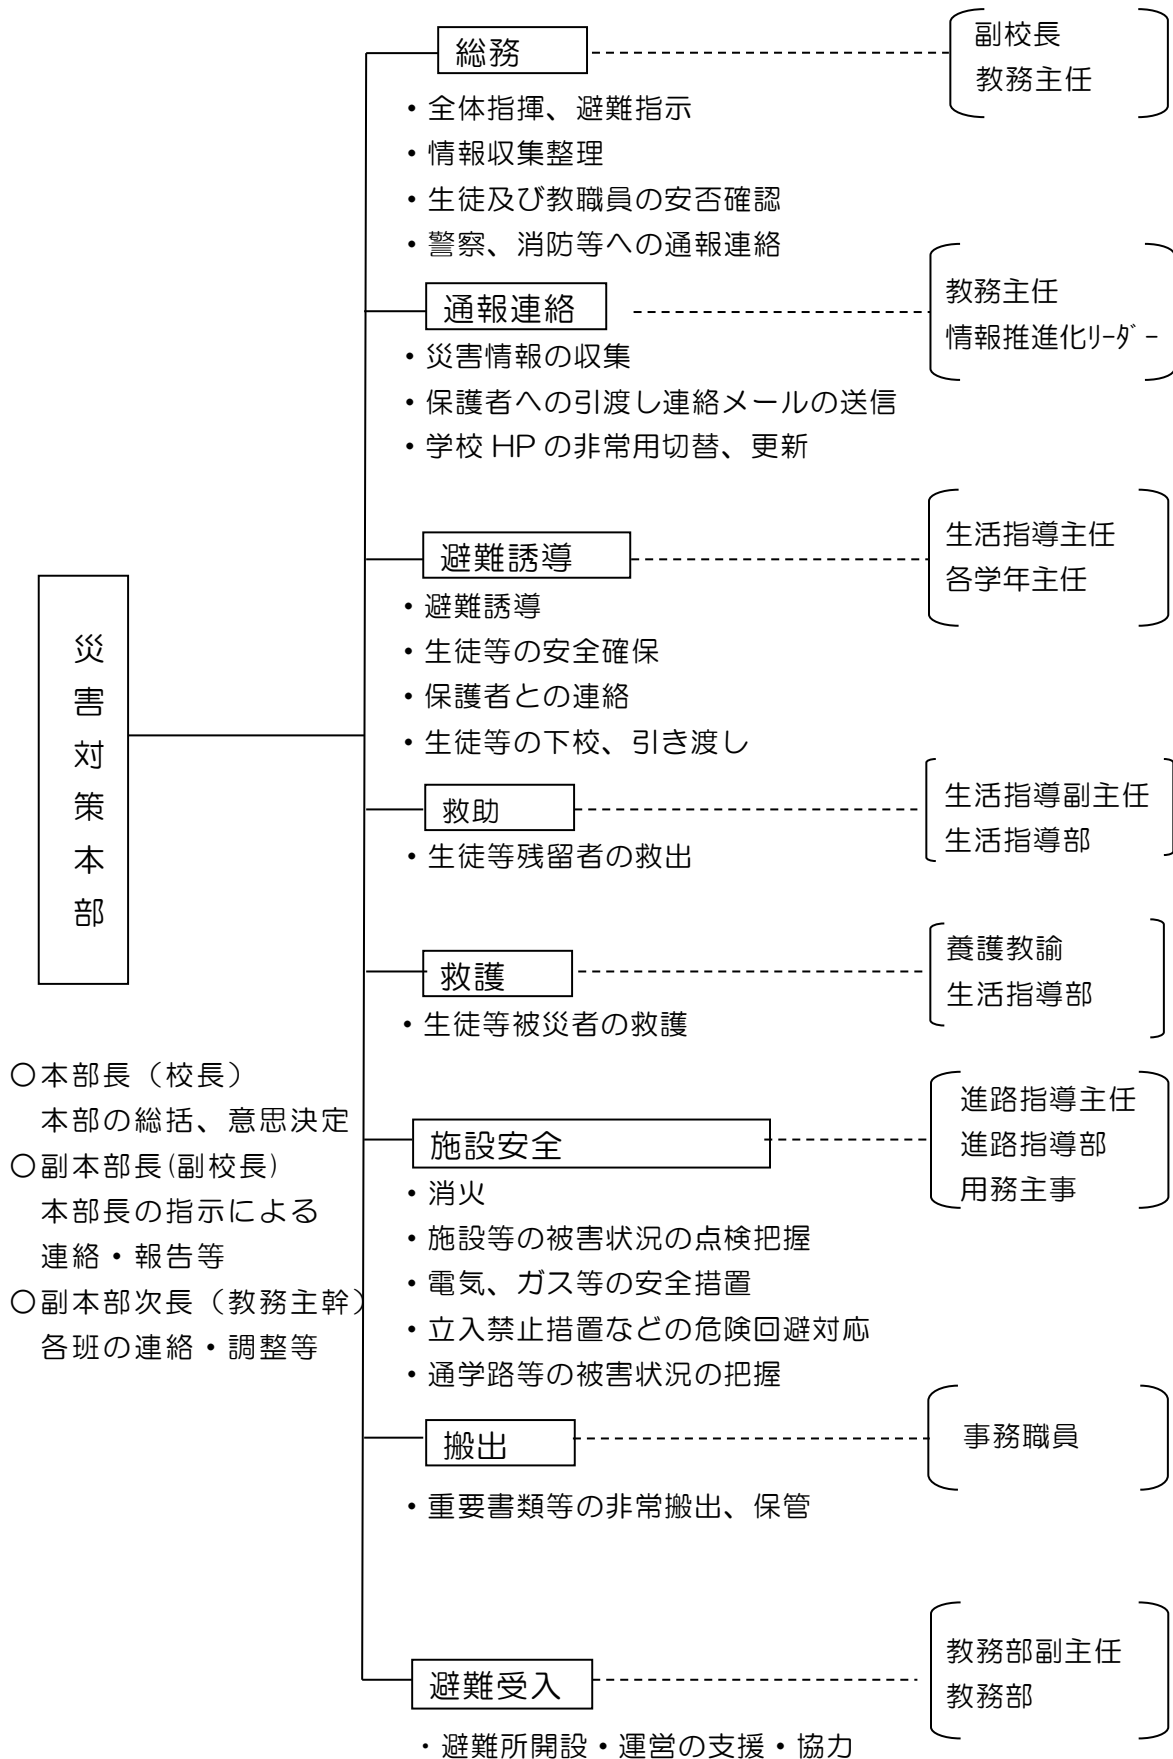 総務
副校長
教務主任
・全体指揮、避難指示
・情報収集整理
・生徒及び教職員の安否確認
・警察、消防等への通報連絡
通報連絡
教務主任
情報推進化ﾘｰﾀﾞｰ
・災害情報の収集
・保護者への引渡し連絡メールの送信
・学校 HP の非常用切替、更新
避難誘導
生活指導主任
各学年主任
・避難誘導
・生徒等の安全確保
・保護者との連絡
・生徒等の下校、引き渡し
災害対策本部
救助
生活指導副主任
生活指導部
・生徒等残留者の救出
救護
養護教諭
生活指導部
・生徒等被災者の救護
〇本部長（校長）
本部の総括、意思決定
〇副本部長(副校長)
本部長の指示による
連絡・報告等
〇副本部次長（教務主幹）
各班の連絡・調整等
施設安全
進路指導主任
進路指導部
用務主事
・消火
・施設等の被害状況の点検把握
・電気、ガス等の安全措置
・立入禁止措置などの危険回避対応
・通学路等の被害状況の把握
搬出
事務職員
・重要書類等の非常搬出、保管
避難受入
教務部副主任
教務部
・避難所開設・運営の支援・協力